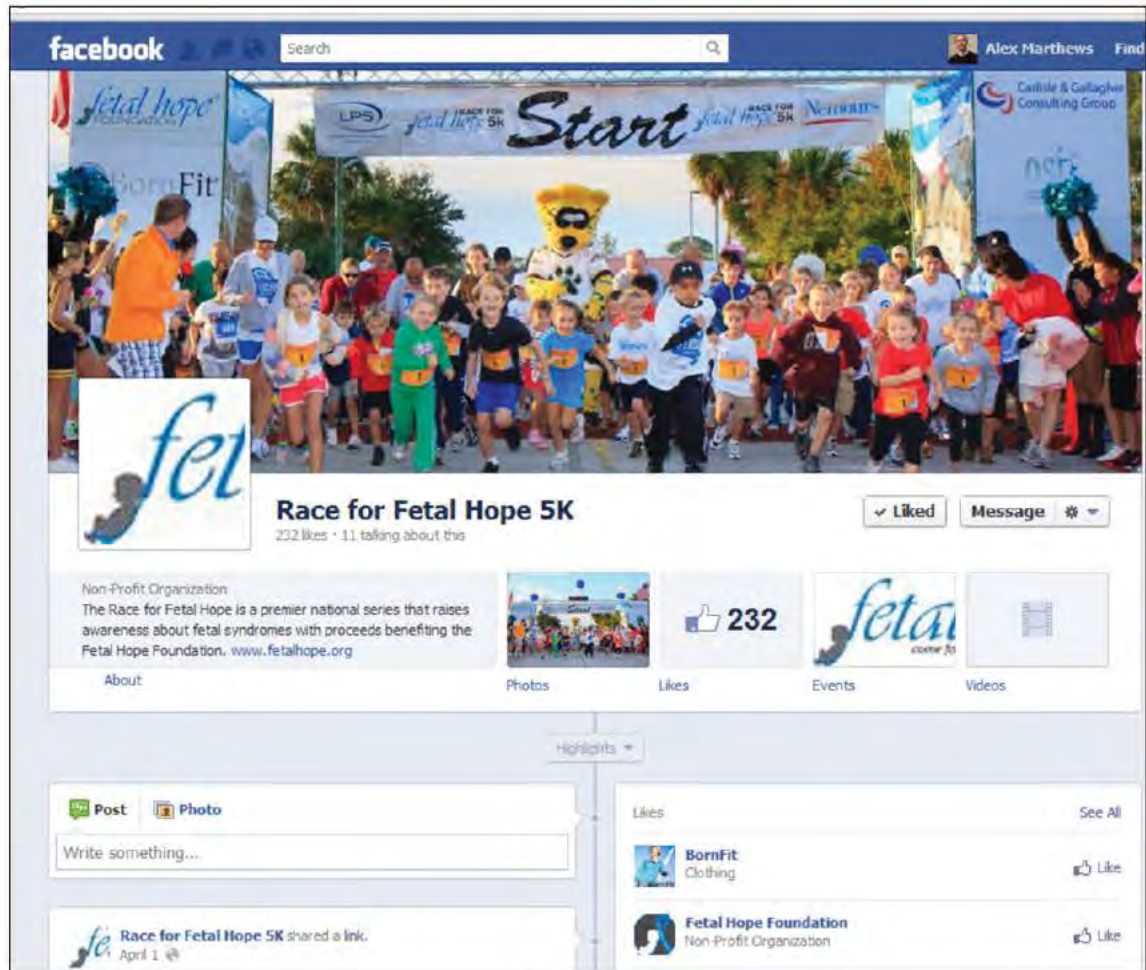 facebook
Search
Alex Marthews
Find
fetal hope
FOUNDATION
BornFit
LPS
fetal hope
RACE FOR
5k
Start
fetal hope
RACE FOR
5k
NEMOURS
Carlisle & Gallagher
Consulting Group
fet
Race for Fetal Hope 5K
232 likes · 11 talking about this
✓ Liked
Message
Non-Profit Organization
The Race for Fetal Hope is a premier national series that raises
awareness about fetal syndromes with proceeds benefiting the
Fetal Hope Foundation. www.fetalhope.org
About
232
fetal
come fo
Photos
Likes
Events
Videos
Highlights
Post
Photo
Write something...
fe
Race for Fetal Hope 5K shared a link.
April 1
Likes
See All
BornFit
Clothing
Like
Fetal Hope Foundation
Non-Profit Organization
Like